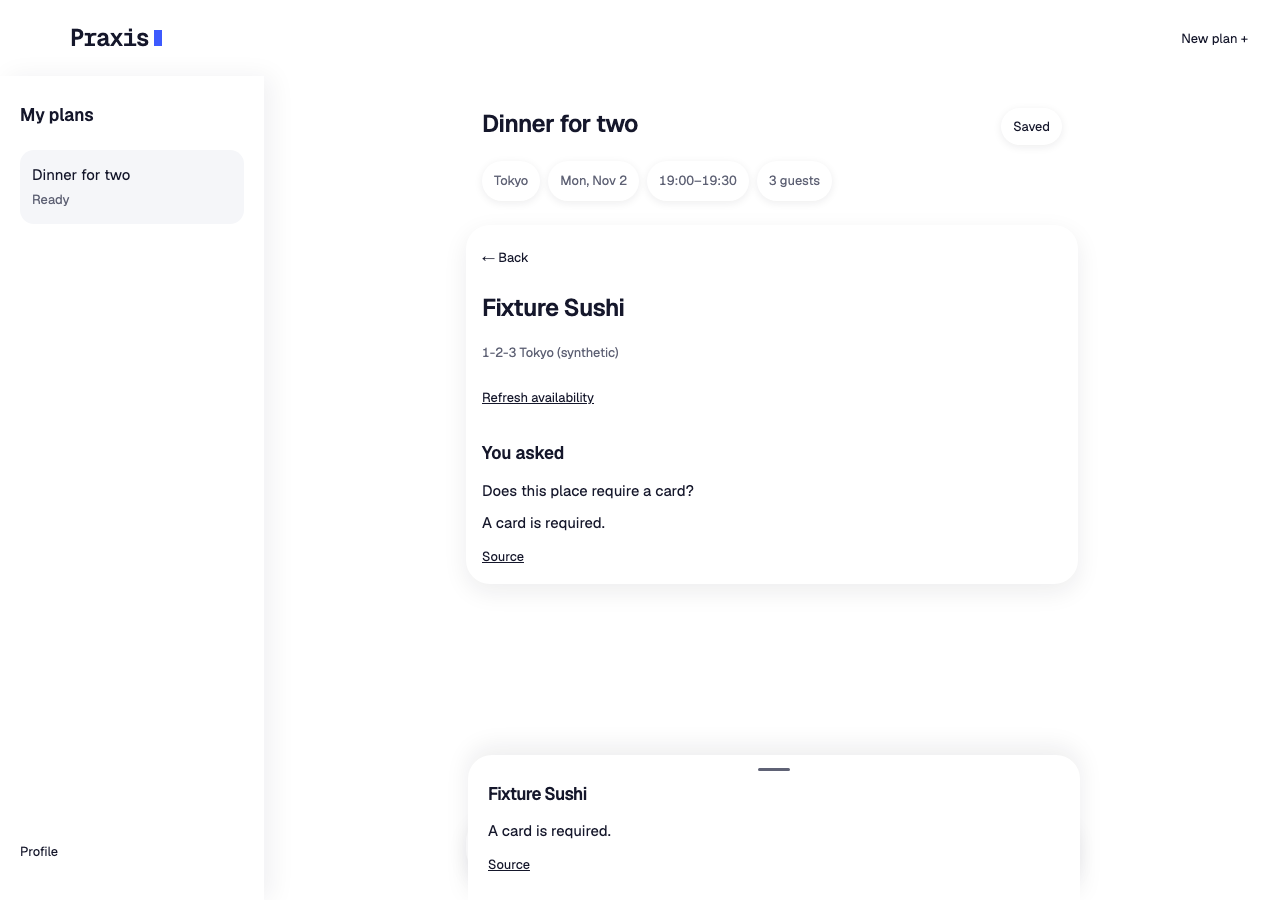 Praxis
New plan +
My plans
Dinner for two
Ready
Profile
Dinner for two
Saved
Tokyo
Mon, Nov 2
19:00–19:30
3 guests
← Back
Fixture Sushi
1-2-3 Tokyo (synthetic)
Refresh availability
You asked
Does this place require a card?
A card is required.
Source
Fixture Sushi
A card is required.
Source